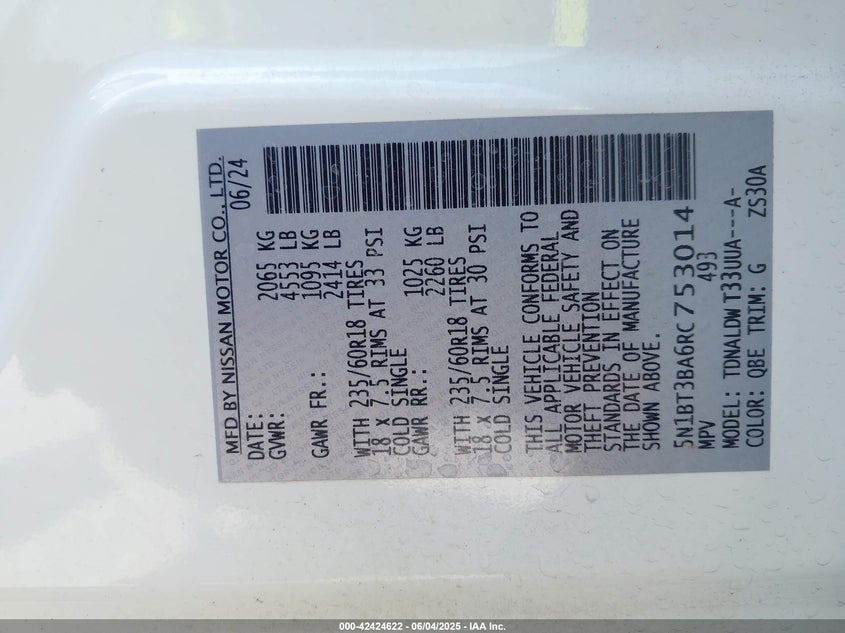 MFD BY NISSAN MOTOR CO., LTD.
DATE: 06/24
GVWR: 2065 KG
4553 LB
GAWR FR.: 1095 KG
2414 LB
WITH 235/60R18 TIRES
18 X 7.5 RIMS AT 33 PSI
COLD SINGLE
GAWR RR.: 1025 KG
2260 LB
WITH 235/60R18 TIRES
18 X 7.5 RIMS AT 30 PSI
COLD SINGLE
THIS VEHICLE CONFORMS TO
ALL APPLICABLE FEDERAL
MOTOR VEHICLE SAFETY AND
THEFT PREVENTION
STANDARDS IN EFFECT ON
THE DATE OF MANUFACTURE
SHOWN ABOVE.
5N1BT3BA6RC753014
MPV 493
MODEL: TDNALDW T33UUA---A-
COLOR: QBE TRIM: G ZS30A
000-42424622 - 06/04/2025 - IAA Inc.